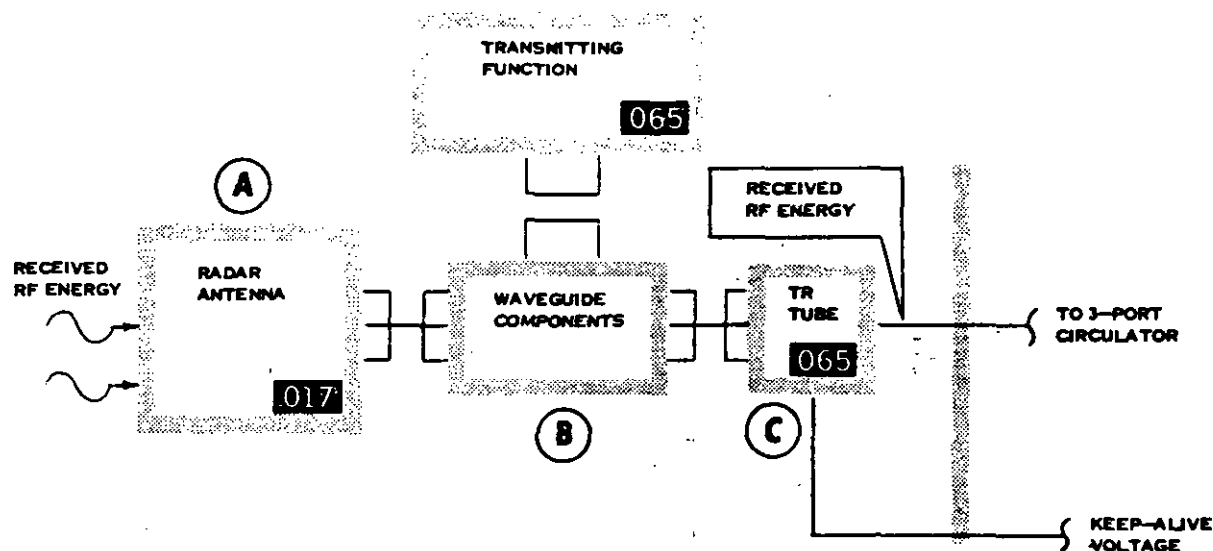 TRANSMITTING
FUNCTION
065
A
RECEIVED
RF ENERGY
RADAR
ANTENNA
017
WAVEGUIDE
COMPONENTS
B
RECEIVED
RF ENERGY
TR
TUBE
065
C
TO 3-PORT
CIRCULATOR
KEEP-ALIVE
VOLTAGE